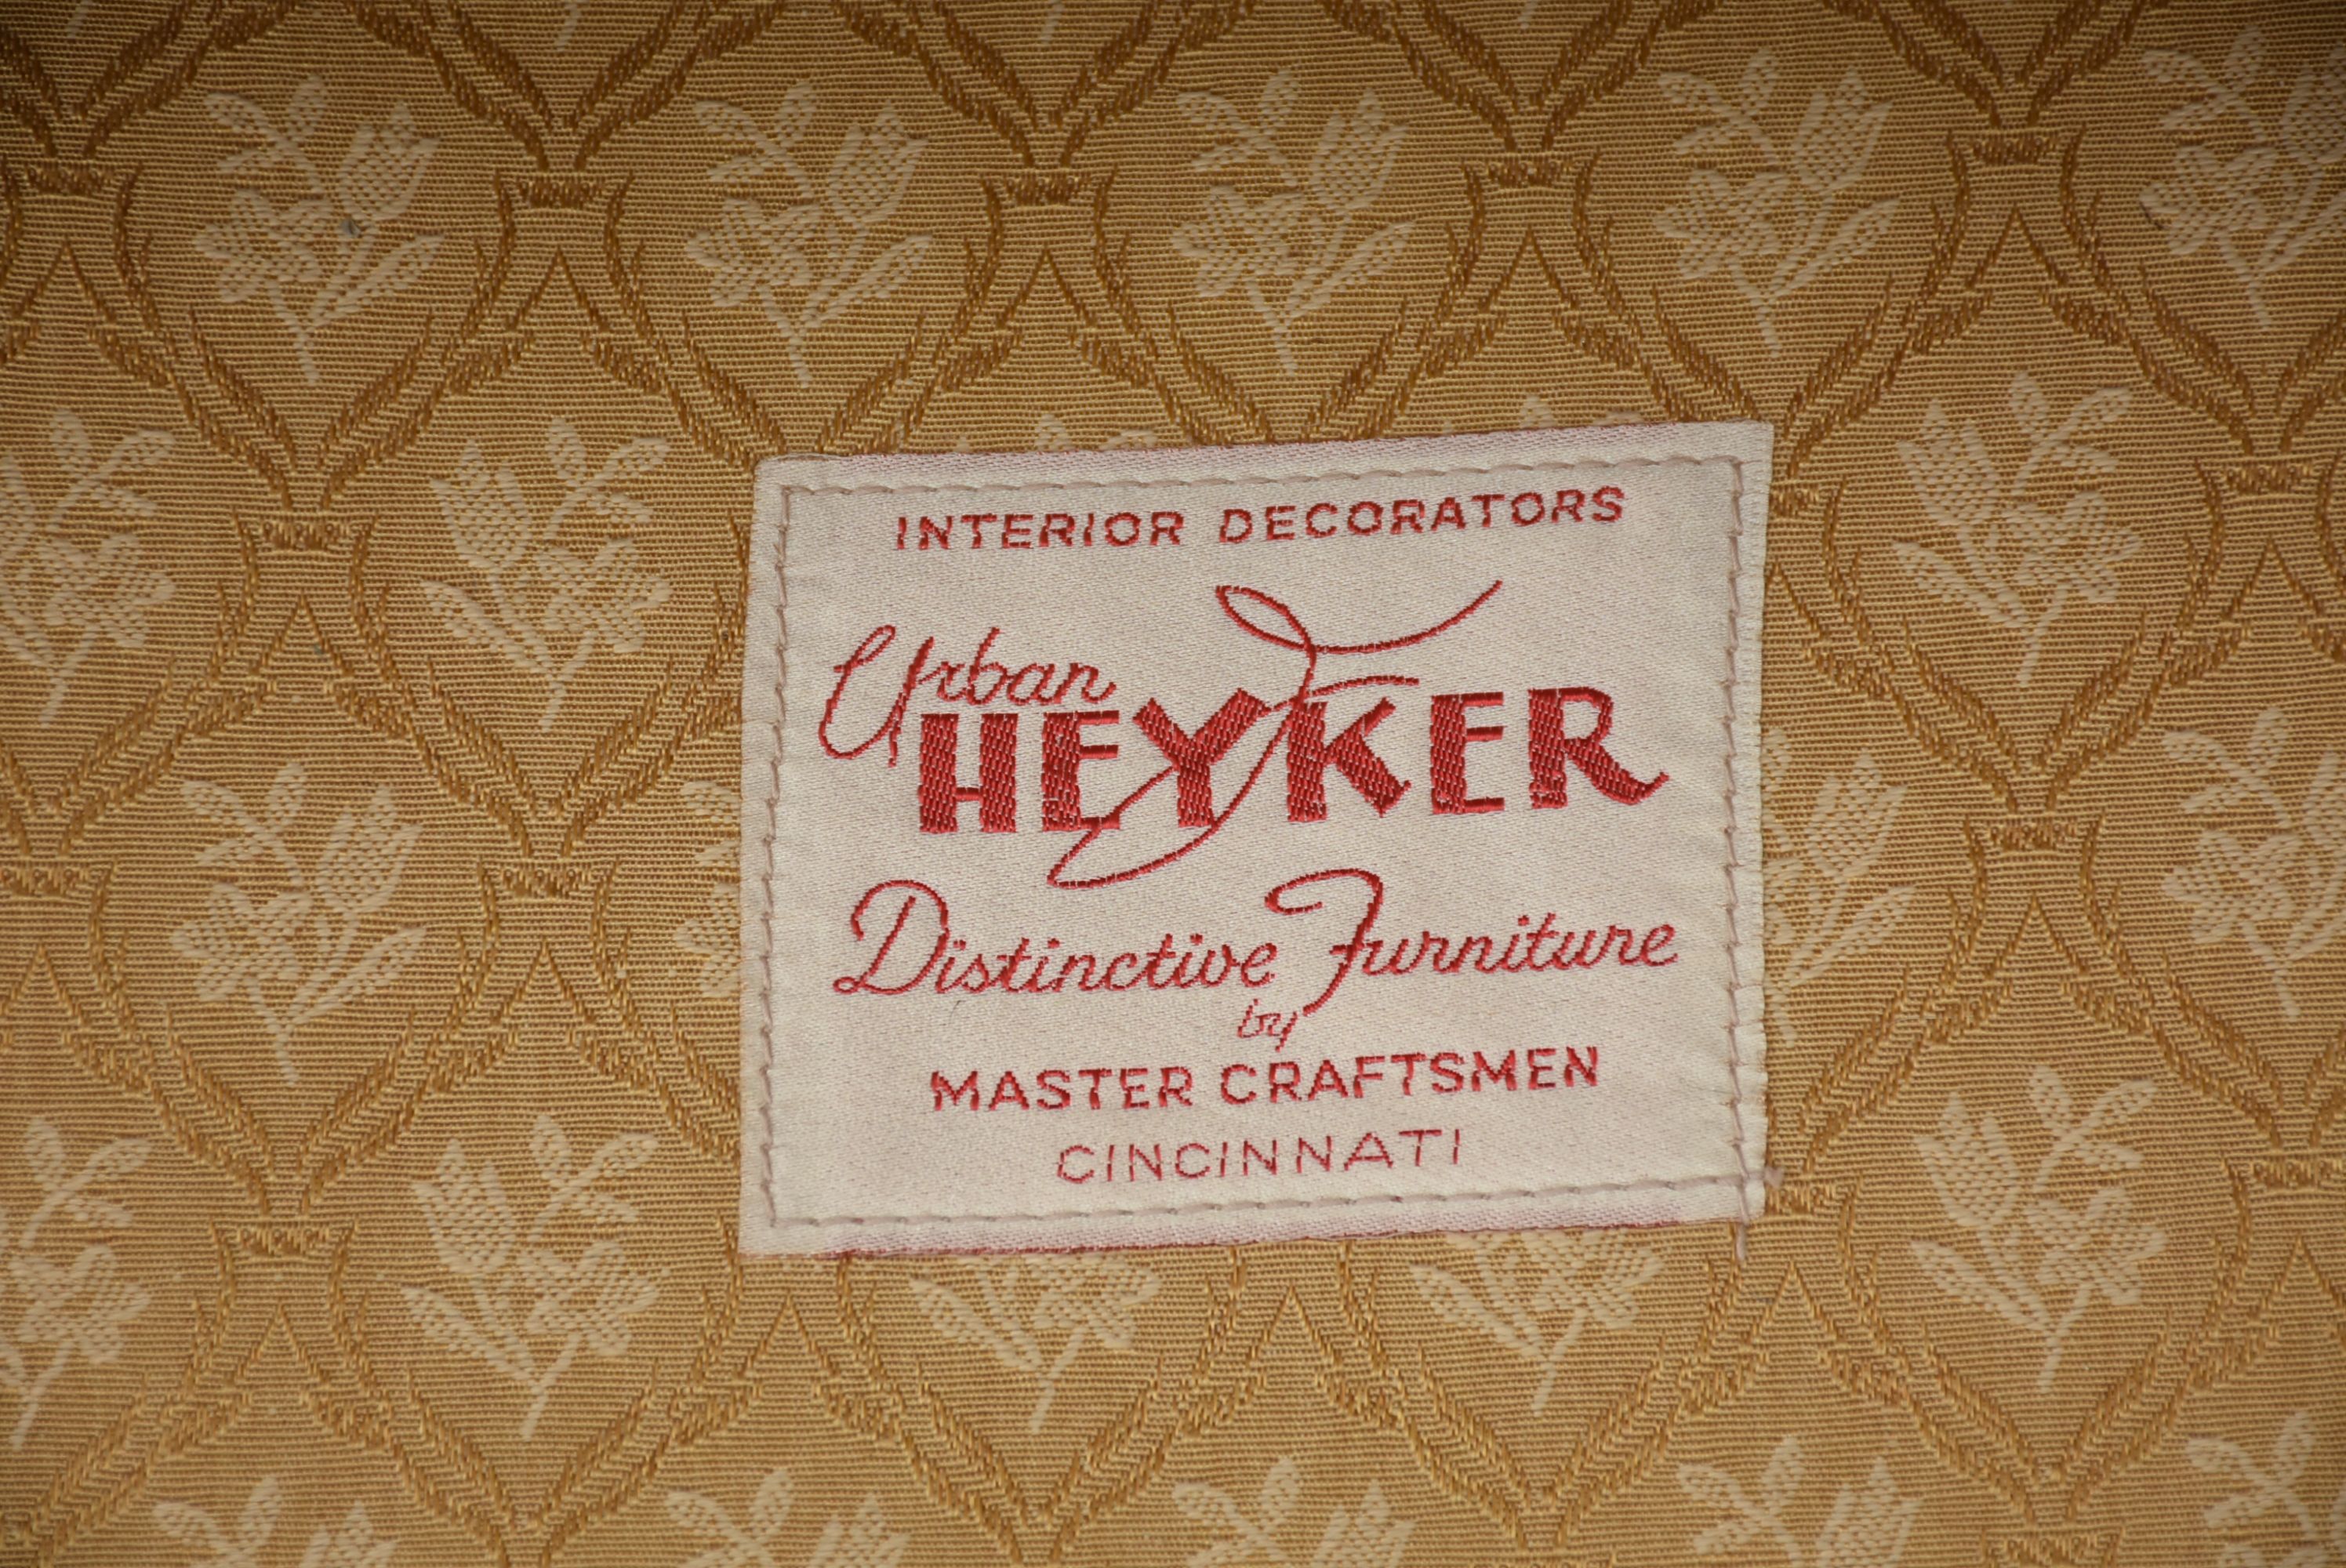 INTERIOR DECORATORS
Urban
HEYKER
Distinctive Furniture
by
MASTER CRAFTSMEN
CINCINNATI